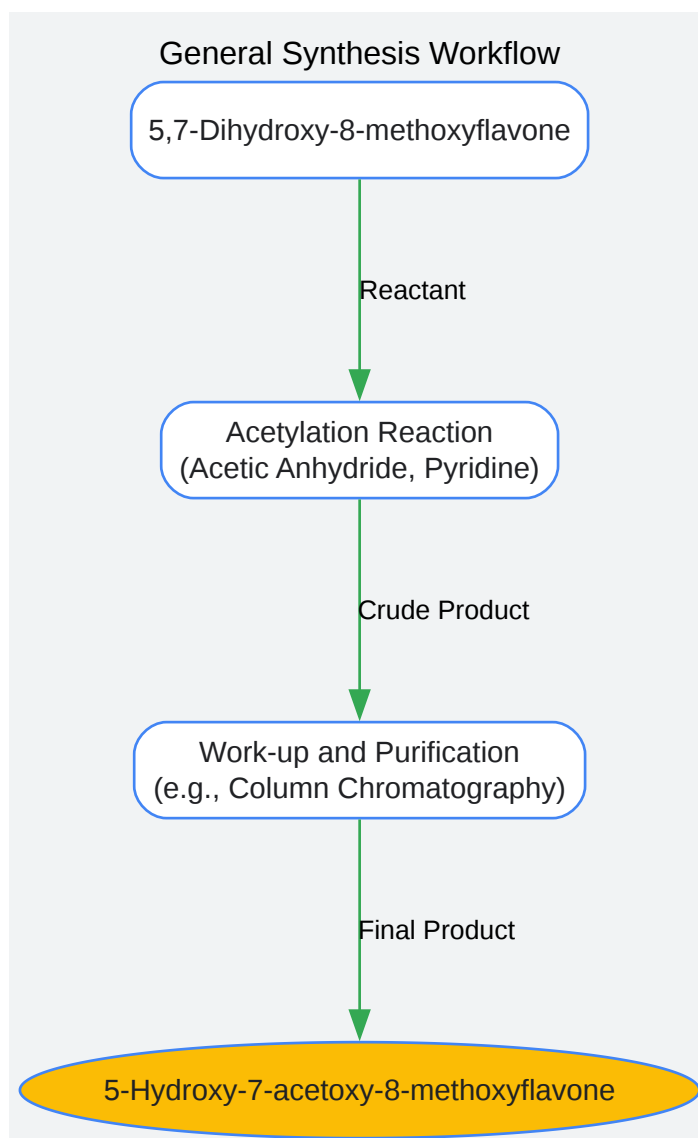 General Synthesis Workflow
5,7-Dihydroxy-8-methoxyflavone
Reactant
Acetylation Reaction
(Acetic Anhydride, Pyridine)
Crude Product
Work-up and Purification
(e.g., Column Chromatography)
Final Product
5-Hydroxy-7-acetoxy-8-methoxyflavone